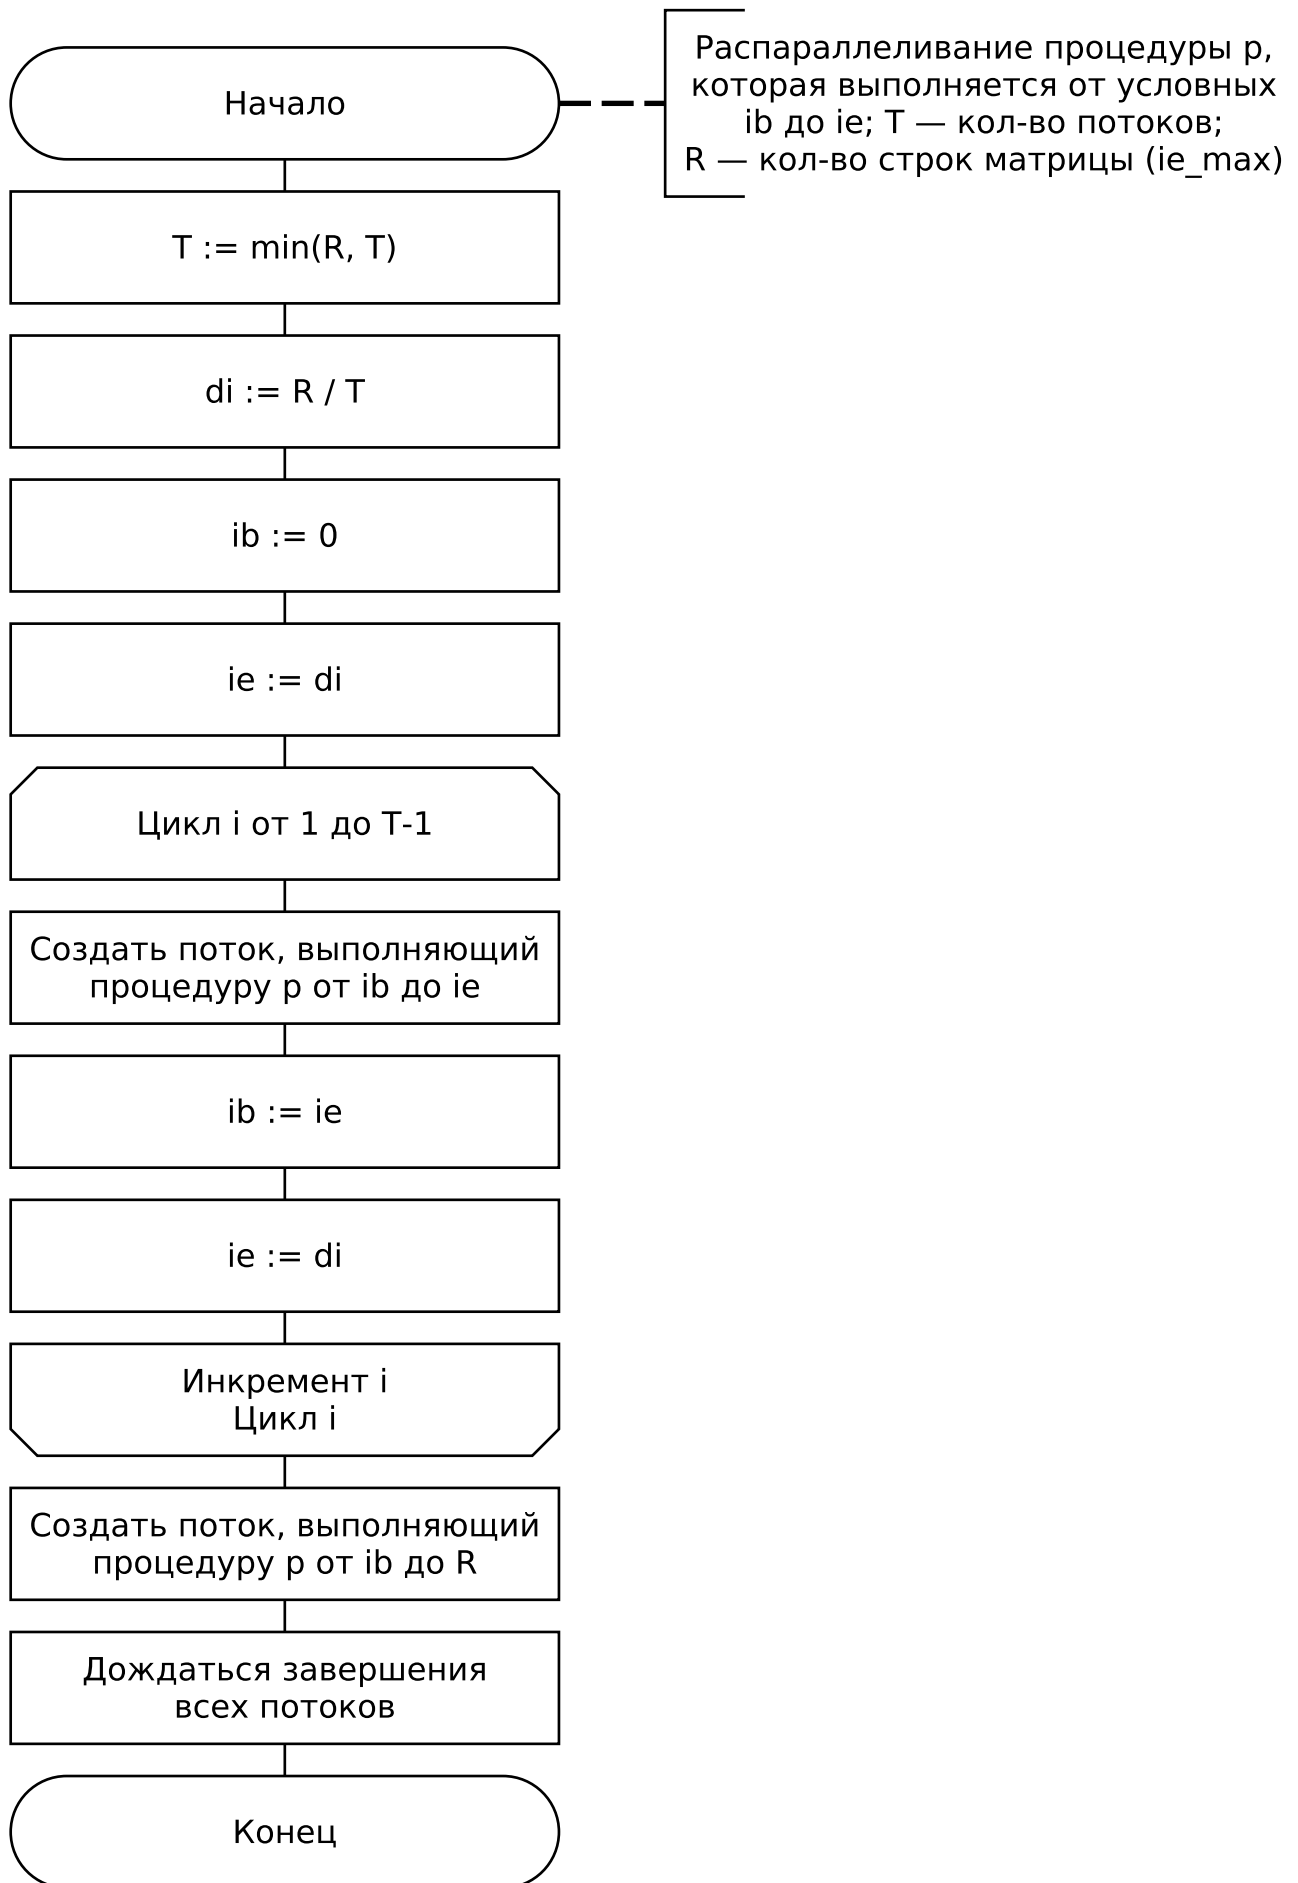 Начало
Распараллеливание процедуры p,
которая выполняется от условных
ib до ie; T — кол-во потоков;
R — кол-во строк матрицы (ie_max)
T := min(R, T)
di := R / T
ib := 0
ie := di
Цикл i от 1 до T-1
Создать поток, выполняющий
процедуру p от ib до ie
ib := ie
ie := di
Инкремент i
Цикл i
Создать поток, выполняющий
процедуру p от ib до R
Дождаться завершения
всех потоков
Конец